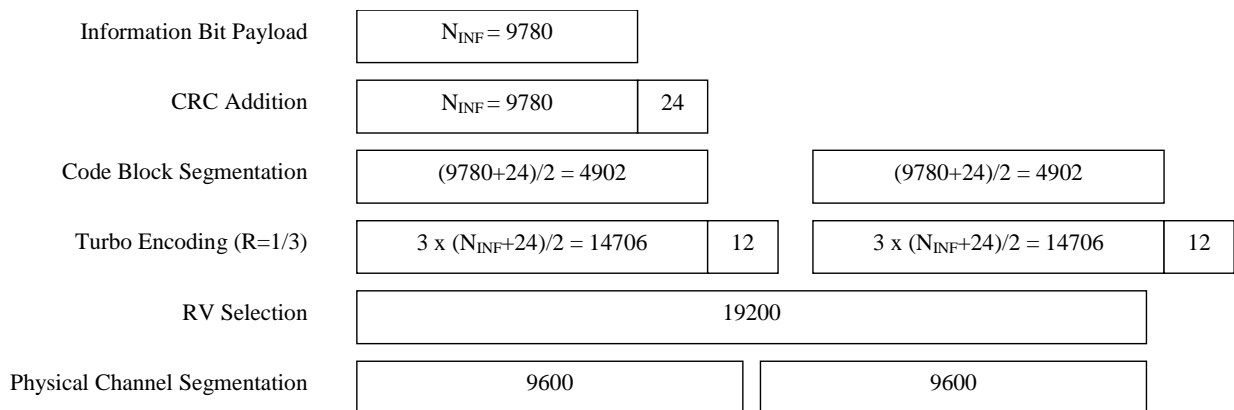 Information Bit Payload
N_INF = 9780
CRC Addition
N_INF = 9780 24
Code Block Segmentation
(9780+24)/2 = 4902 (9780+24)/2 = 4902
Turbo Encoding (R=1/3)
3 x (N_INF+24)/2 = 14706 12 3 x (N_INF+24)/2 = 14706 12
RV Selection
19200
Physical Channel Segmentation
9600 9600